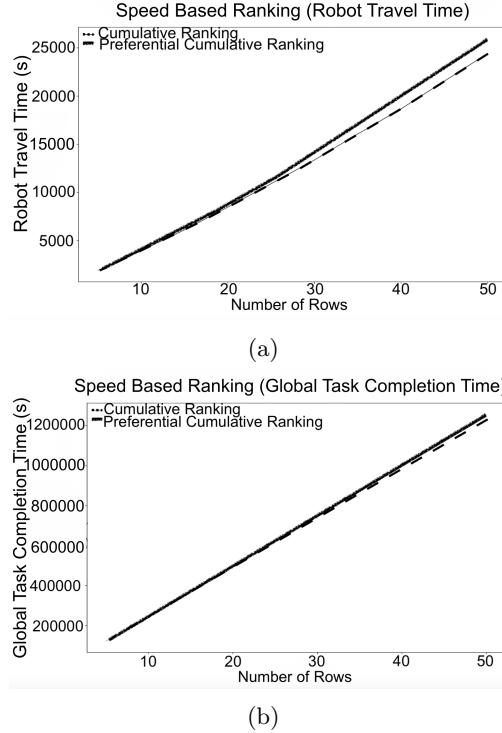 Speed Based Ranking (Robot Travel Time)
Cumulative Ranking
Preferential Cumulative Ranking
Robot Travel Time (s)
25000
20000
15000
10000
5000
10 20 30 40 50
Number of Rows
(a)
Speed Based Ranking (Global Task Completion Time)
Cumulative Ranking
Preferential Cumulative Ranking
Global Task Completion Time (s)
1200000
1000000
800000
600000
400000
200000
10 20 30 40 50
Number of Rows
(b)